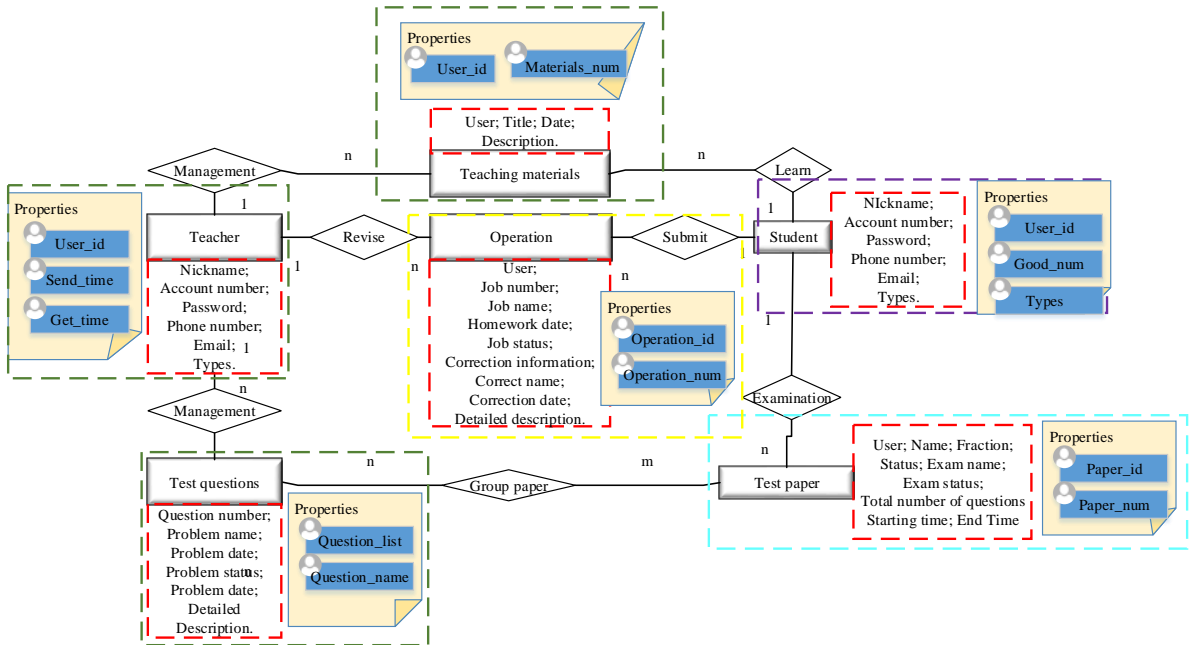 Properties
User_id
Materials_num
User; Title; Date;
Description.
Teaching materials
n
n
Management
Learn
l
l
Properties
User_id
Send_time
Get_time
Teacher
Nickname;
Account number;
Password;
Phone number;
Email;
Types.
l
l
n
Revise
n
Operation
User;
Job number;
Job name;
Homework date;
Job status;
Correction information;
Correct name;
Correction date;
Detailed description.
Submit
n
l
Properties
Operation_id
Operation_num
Student
NIckname;
Account number;
Password;
Phone number;
Email;
Types.
Properties
User_id
Good_num
Types
l
Examination
n
Management
Test questions
Question number;
Problem name;
Problem date;
Problem status;
n
Problem date;
Detailed
Description.
Properties
Question_list
Question_name
n
Group paper
m
Test paper
User; Name; Fraction;
Status; Exam name;
Exam status;
Total number of questions
Starting time; End Time
Properties
Paper_id
Paper_num